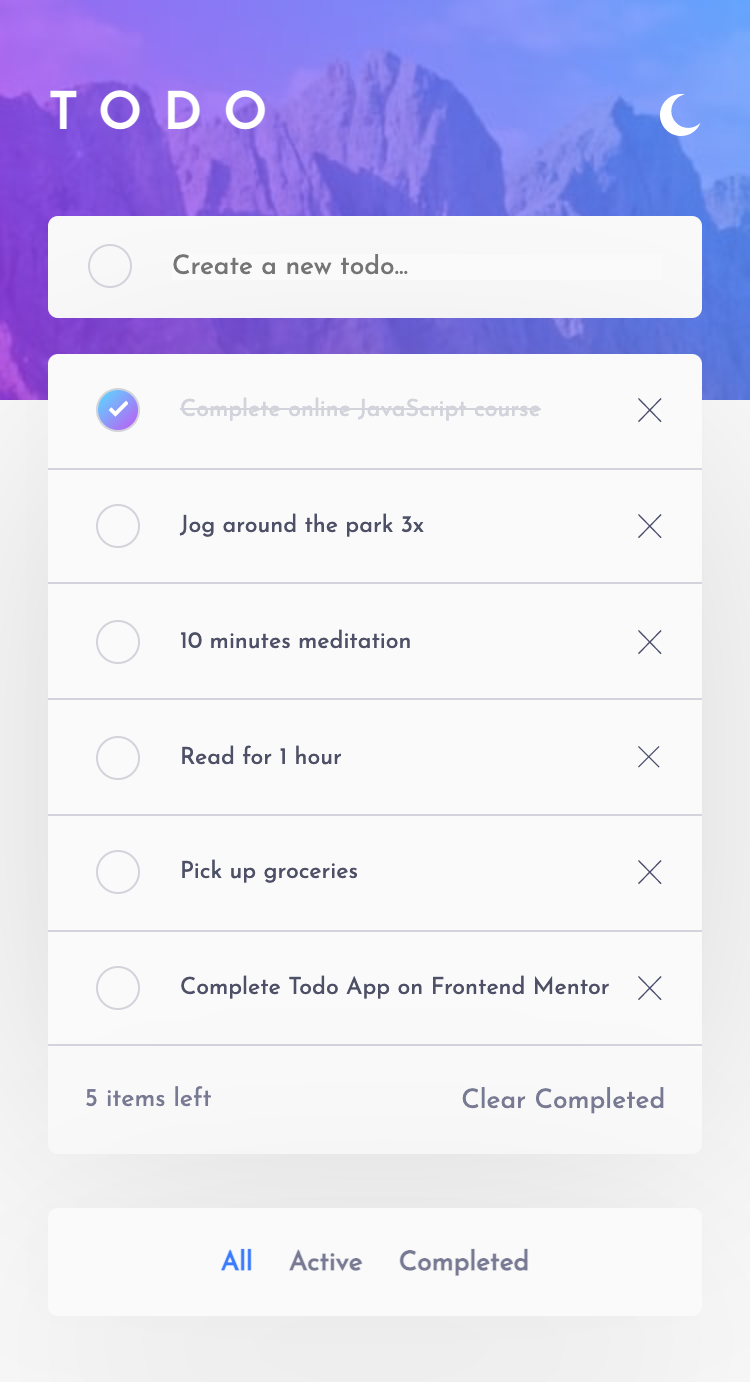 TODO
Create a new todo...
Complete online JavaScript course
Jog around the park 3x
10 minutes meditation
Read for 1 hour
Pick up groceries
Complete Todo App on Frontend Mentor
5 items left Clear Completed
All Active Completed